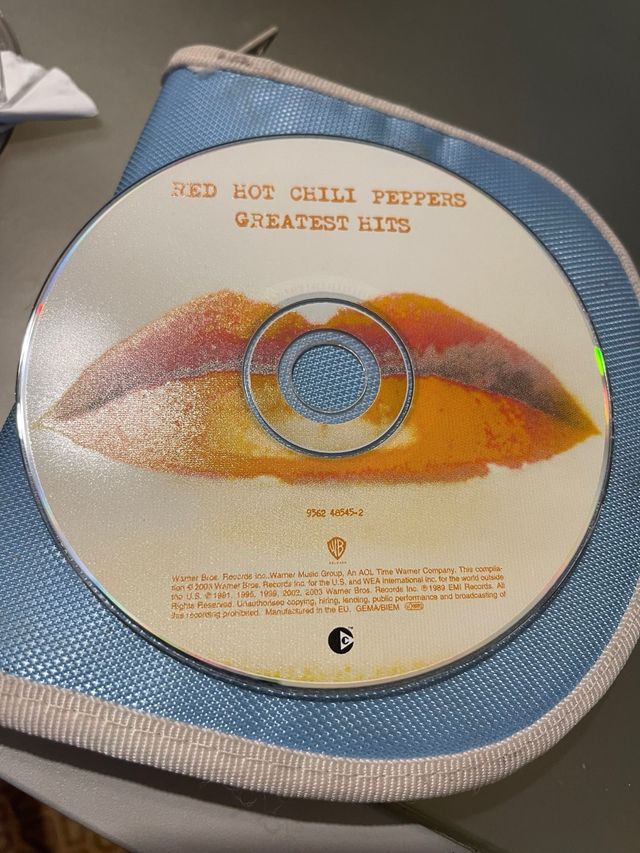 RED HOT CHILI PEPPERS
GREATEST HITS
9362 48545-2
WB
Warner Bros. Records Inc..Warner Music Group, An AOL Time Warner Company. This compila-
tion © 2003 Warner Bros. Records Inc. for the U.S. and WEA International Inc. for the world outside
the U.S. ℗ 1991, 1995, 1999, 2002, 2003 Warner Bros. Records Inc. ℗ 1989 EMI Records. All
Rights Reserved. Unauthorised copying, hiring, lending, public performance and broadcasting of
this recording prohibited. Manufactured in the EU. GEMA/BIEM